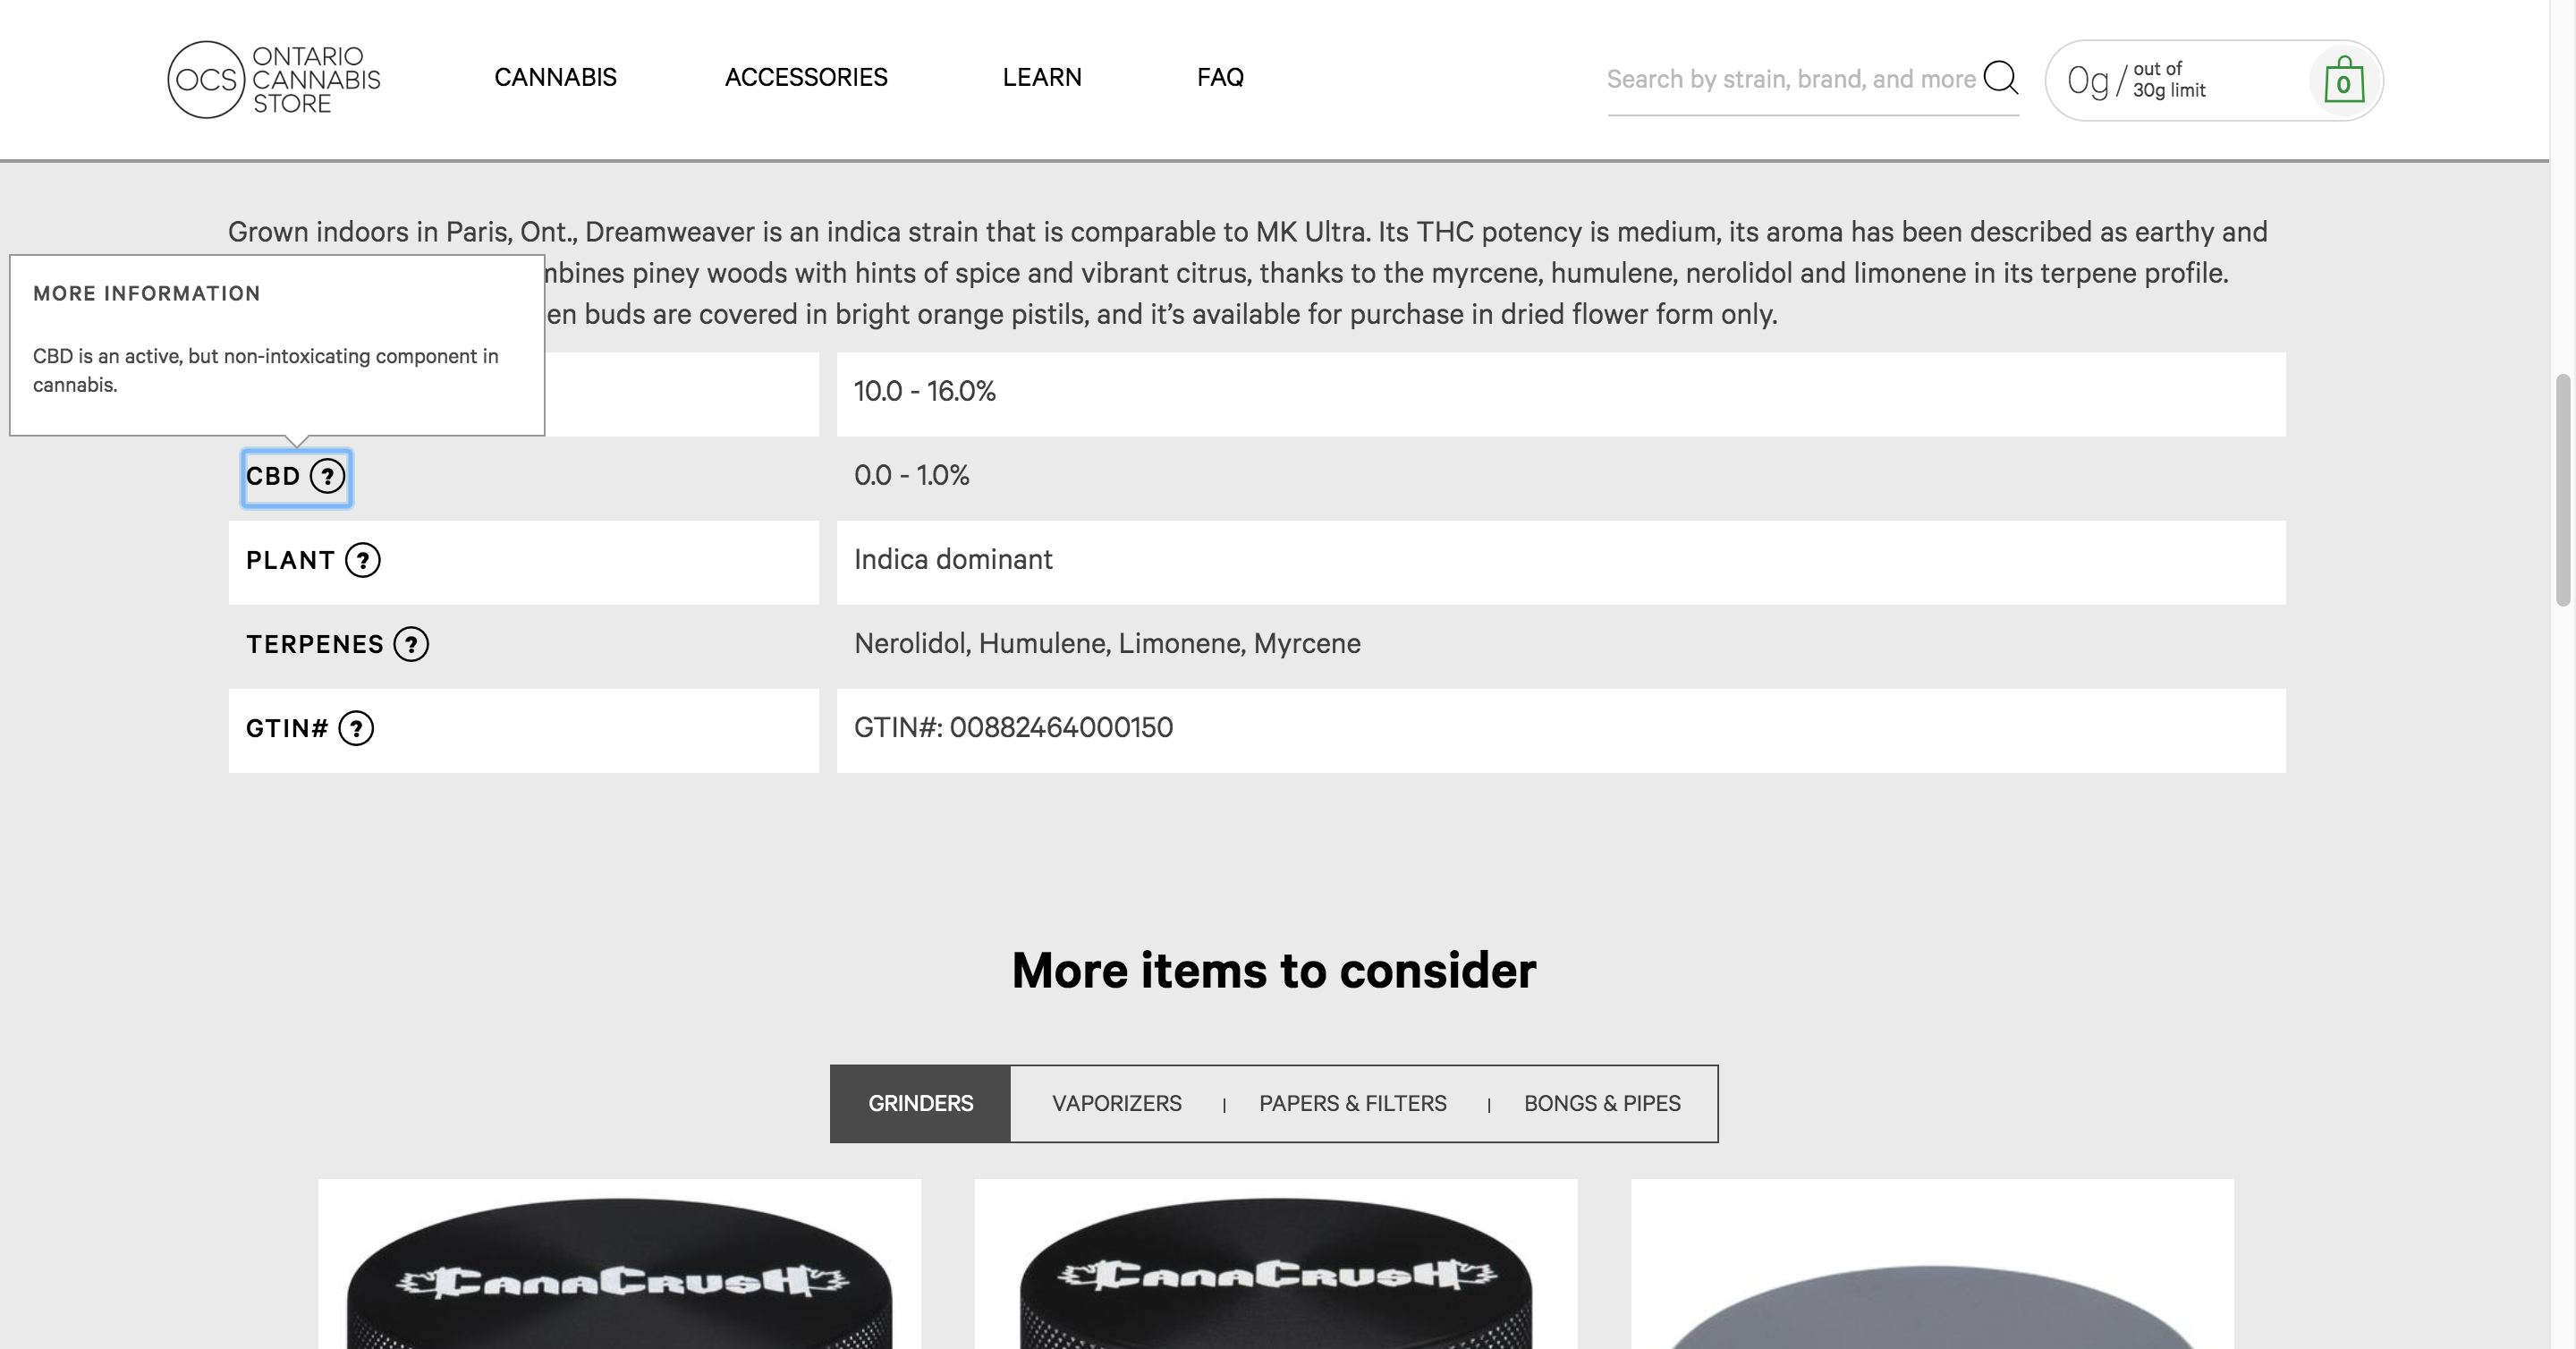 OCS
ONTARIO
CANNABIS
STORE
CANNABIS
ACCESSORIES
LEARN
FAQ
Search by strain, brand, and more
0g/ out of
30g limit
0
Grown indoors in Paris, Ont., Dreamweaver is an indica strain that is comparable to MK Ultra. Its THC potency is medium, its aroma has been described as earthy and
mbines piney woods with hints of spice and vibrant citrus, thanks to the myrcene, humulene, nerolidol and limonene in its terpene profile.
en buds are covered in bright orange pistils, and it’s available for purchase in dried flower form only.
MORE INFORMATION
CBD is an active, but non-intoxicating component in
cannabis.
10.0 - 16.0%
CBD ? 0.0 - 1.0%
PLANT ? Indica dominant
TERPENES ? Nerolidol, Humulene, Limonene, Myrcene
GTIN# ? GTIN#: 00882464000150
More items to consider
GRINDERS VAPORIZERS | PAPERS & FILTERS | BONGS & PIPES
CANACRUSH
CANACRUSH